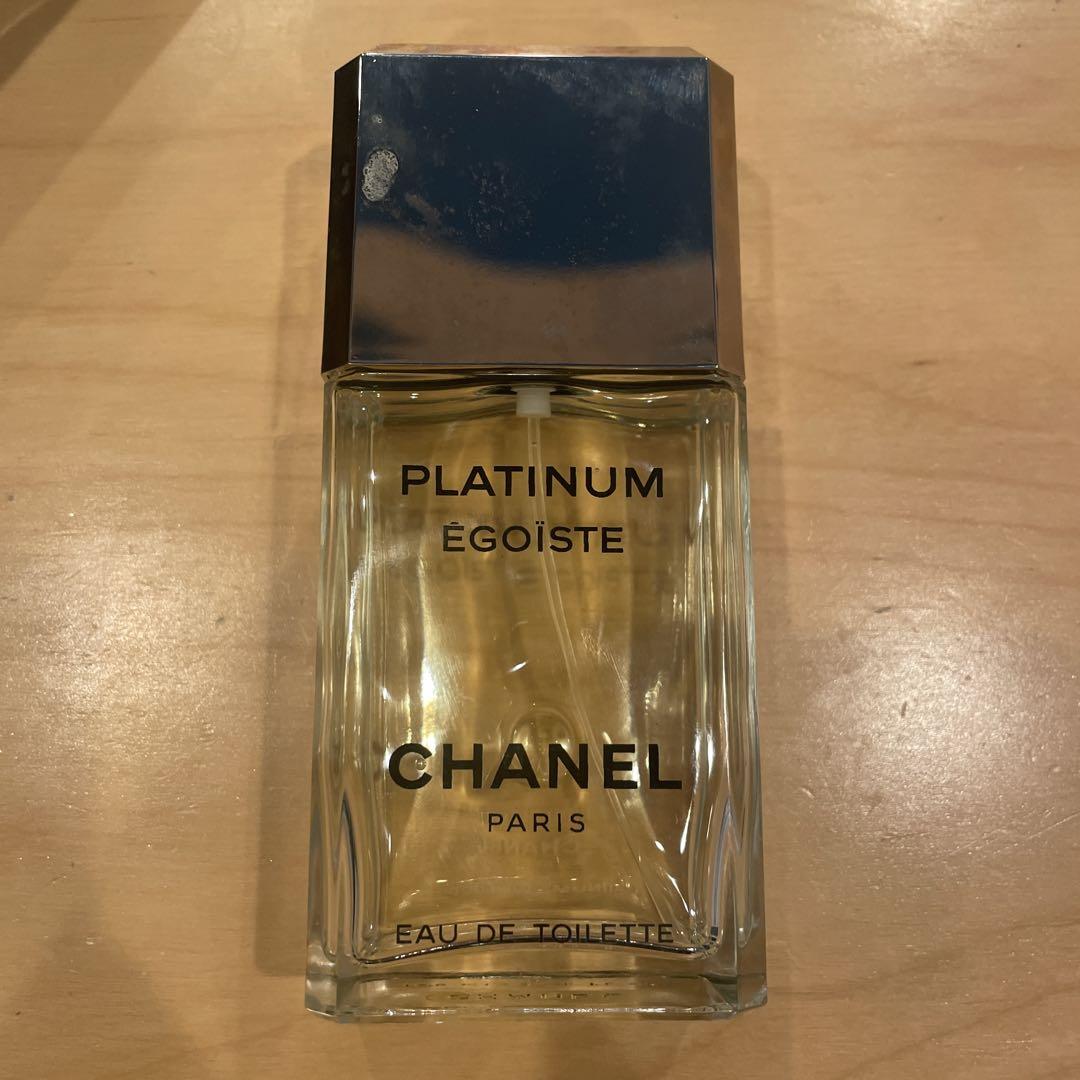 PLATINUM
ÉGOÏSTE
CHANEL
PARIS
EAU DE TOILETTE